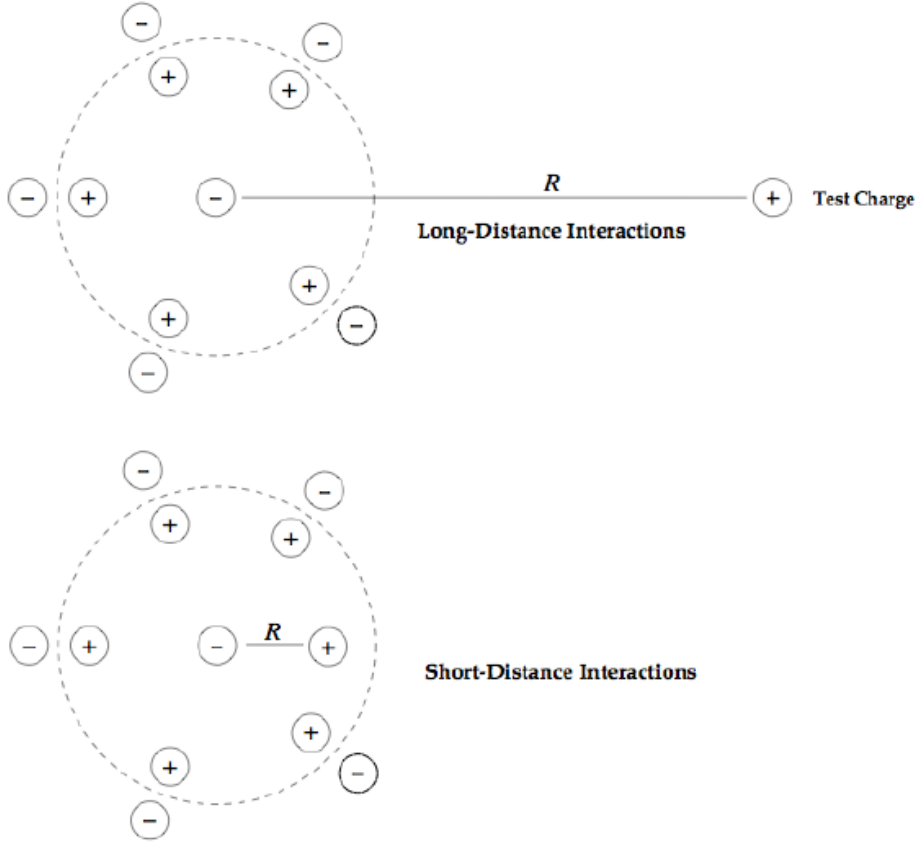 − −
+ +
R
− + − + Test Charge
Long-Distance Interactions
+
+ −
−
− −
+ +
R
− + − +
Short-Distance Interactions
+
+ −
−